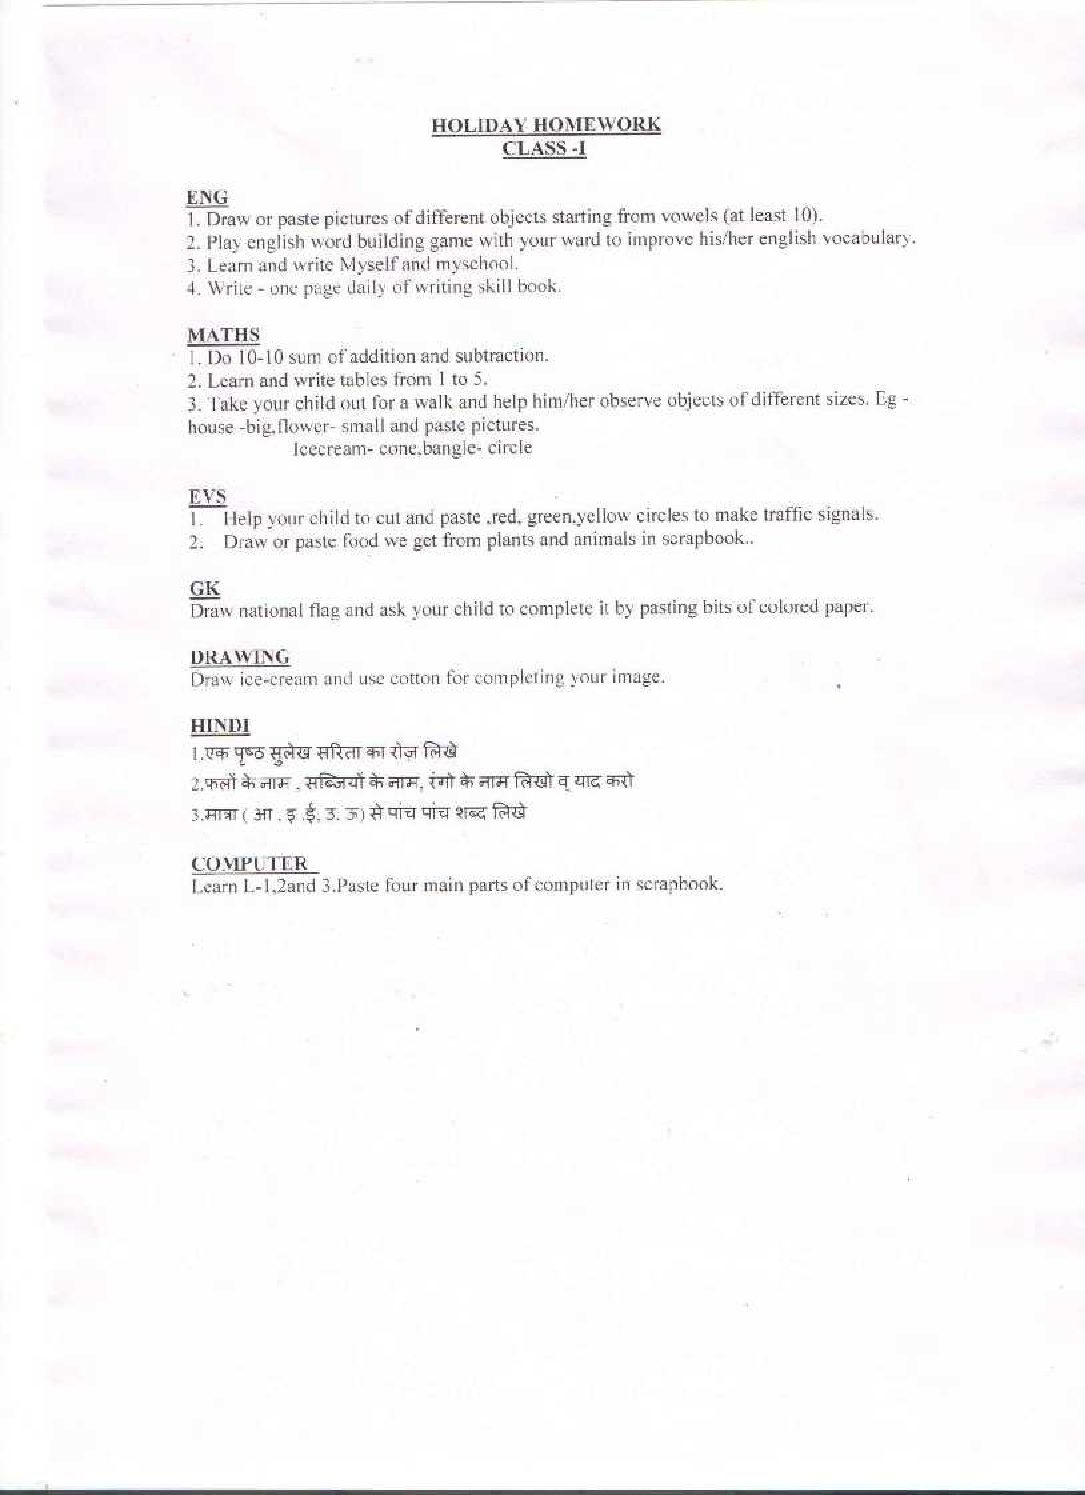 HOLIDAY HOMEWORK
CLASS -I
ENG
1. Draw or paste pictures of different objects starting from vowels (at least 10).
2. Play english word building game with your ward to improve his/her english vocabulary.
3. Learn and write Myself and myschool.
4. Write - one page daily of writing skill book.
MATHS
1. Do 10-10 sum of addition and subtraction.
2. Learn and write tables from 1 to 5.
3. Take your child out for a walk and help him/her observe objects of different sizes. Eg -
house -big,flower- small and paste pictures.
Icecream- cone,bangle- circle
EVS
1. Help your child to cut and paste ,red, green,yellow circles to make traffic signals.
2. Draw or paste food we get from plants and animals in scrapbook..
GK
Draw national flag and ask your child to complete it by pasting bits of colored paper.
DRAWING
Draw ice-cream and use cotton for completing your image.
HINDI
1.एक पृष्ठ सुलेख सरिता का रोज़ लिखे
2.फलों के नाम , सब्जियों के नाम, रंगो के नाम लिखो व् याद करो
3.मात्रा ( आ , इ ,ई, उ, ऊ) से पांच पांच शब्द लिखे
COMPUTER
Learn L-1,2and 3.Paste four main parts of computer in scrapbook.